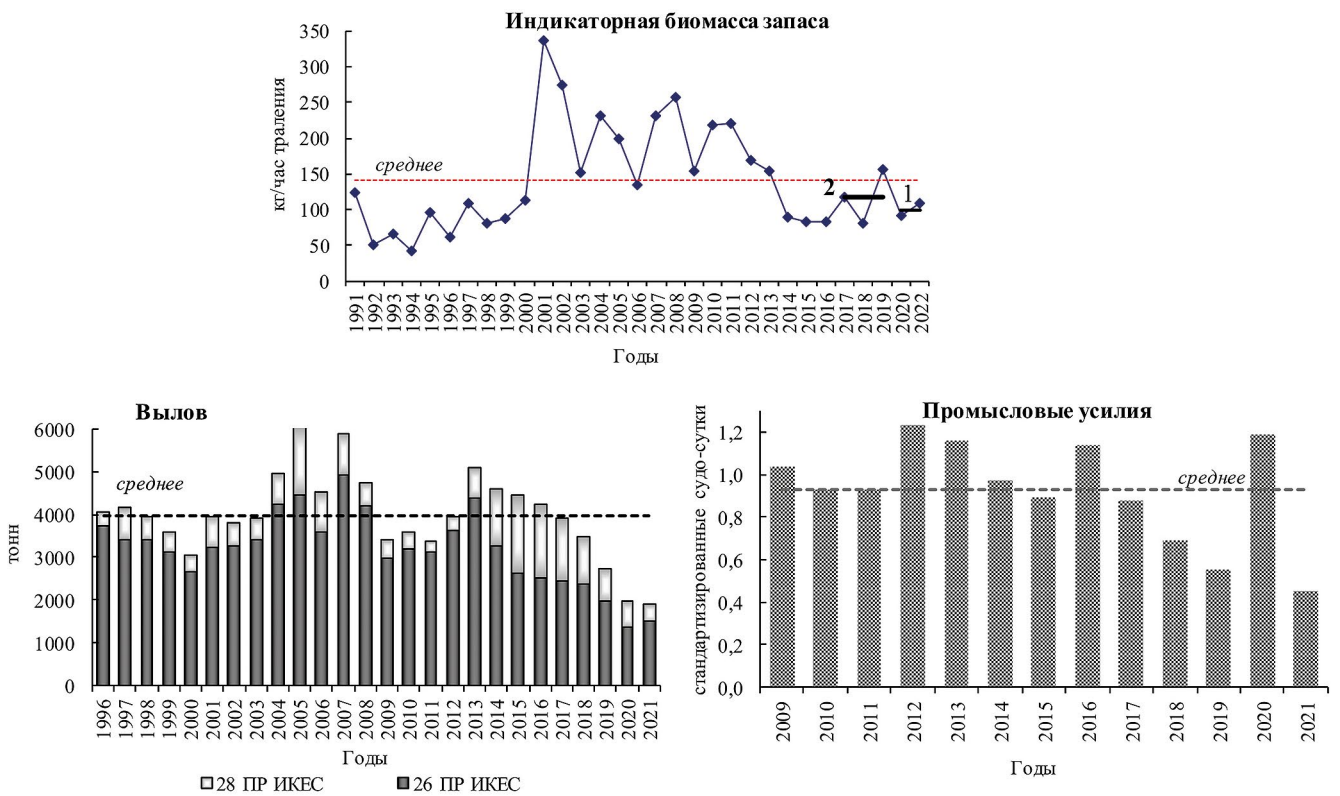 Индикаторная биомасса запаса
кг/час траления
350
300
250
200
150
100
50
0
среднее
2
1
1991 1992 1993 1994 1995 1996 1997 1998 1999 2000 2001 2002 2003 2004 2005 2006 2007 2008 2009 2010 2011 2012 2013 2014 2015 2016 2017 2018 2019 2020 2022
Годы
Вылов
тонн
6000
5000
4000
3000
2000
1000
0
среднее
1996 1997 1998 1999 2000 2001 2002 2003 2004 2005 2006 2007 2008 2009 2010 2011 2012 2013 2014 2015 2016 2017 2018 2019 2020 2021
Годы
28 ПР ИКЕС 26 ПР ИКЕС
Промысловые усилия
стандартизированные судо-сутки
1,2
1,0
0,8
0,6
0,4
0,2
0,0
среднее
2009 2010 2011 2012 2013 2014 2015 2016 2017 2018 2019 2020 2021
Годы